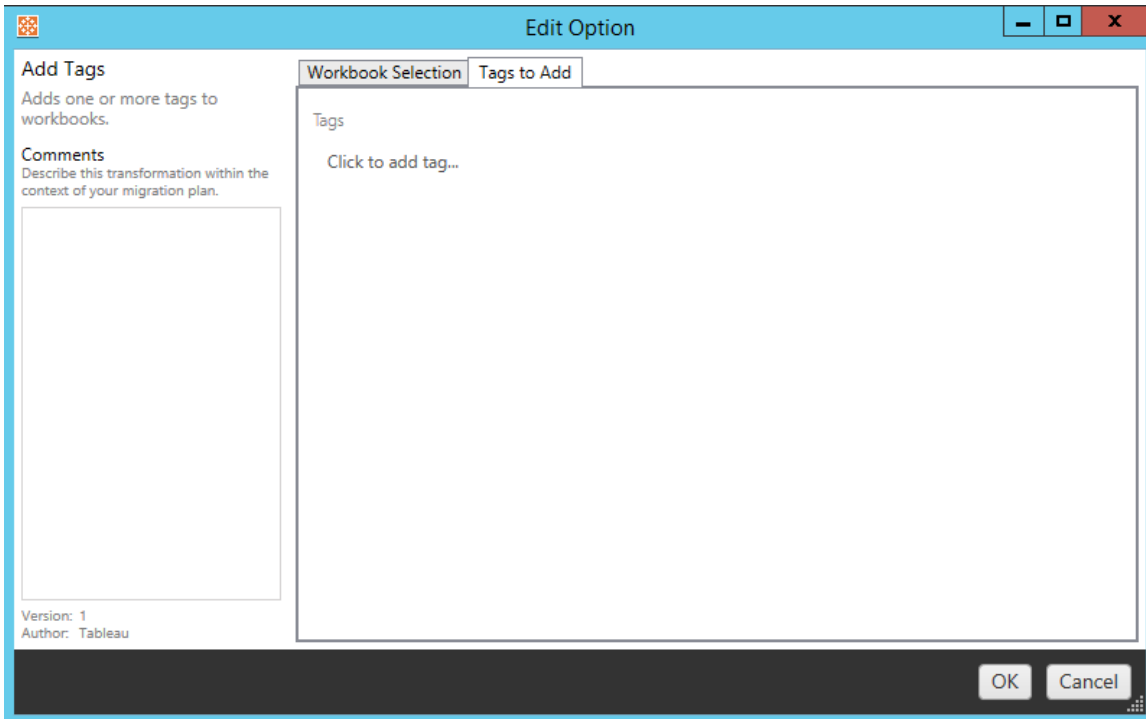 Edit Option
Add Tags
Adds one or more tags to
workbooks.
Comments
Describe this transformation within the
context of your migration plan.
Version: 1
Author: Tableau
Workbook Selection
Tags to Add
Tags
Click to add tag...
OK
Cancel